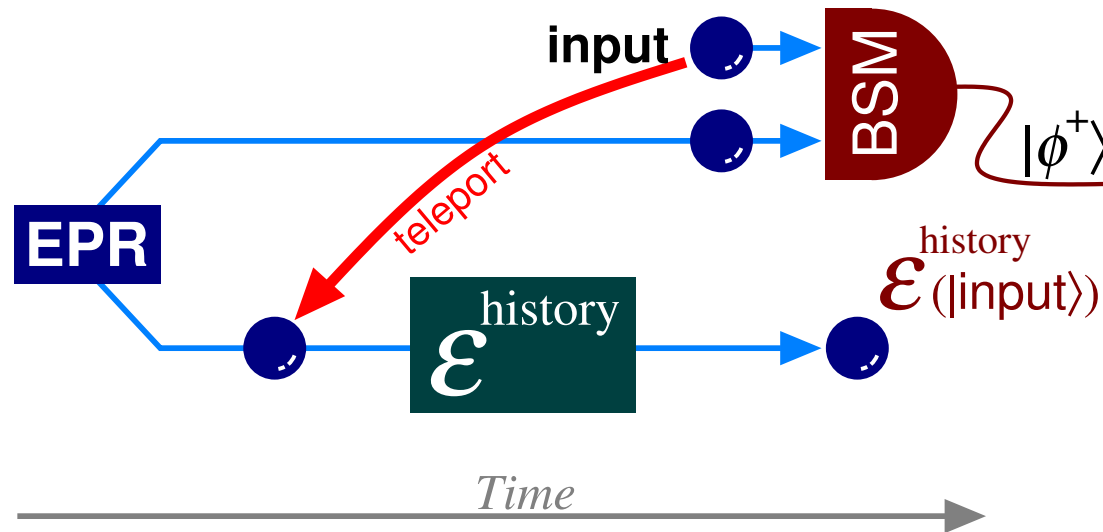 input
BSM
|ϕ⁺⟩
teleport
EPR
history
ℰ
history
ℰ(|input⟩)
Time